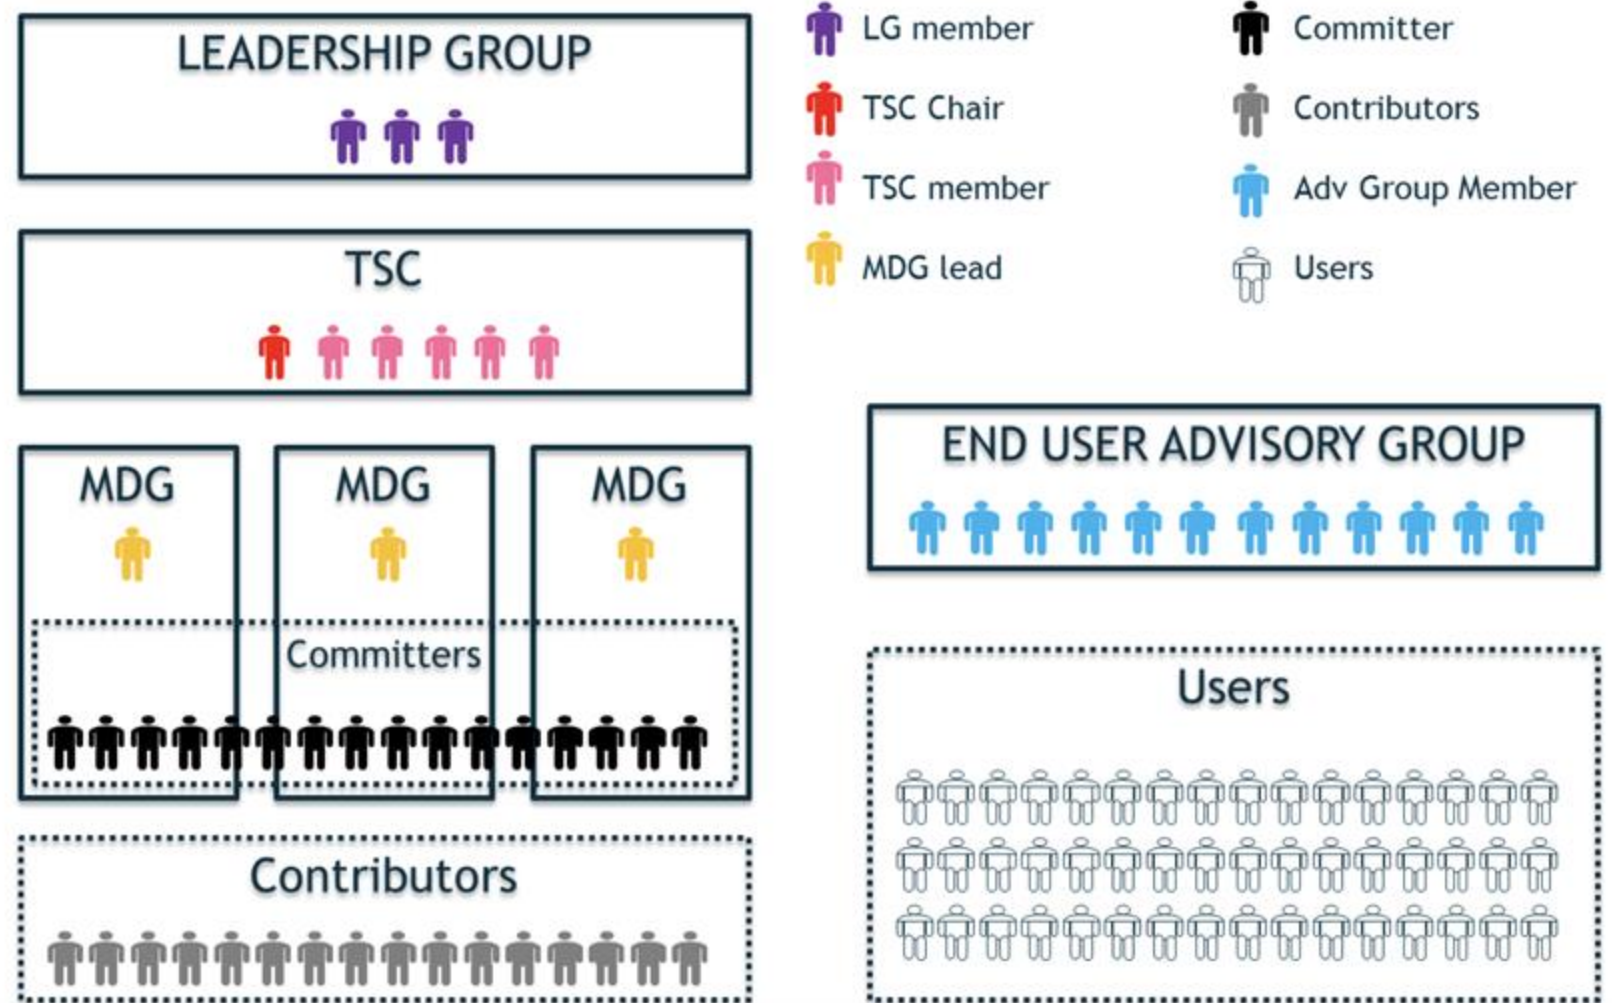 LEADERSHIP GROUP
TSC
MDG
MDG
MDG
Committers
Contributors
LG member
TSC Chair
TSC member
MDG lead
Committer
Contributors
Adv Group Member
Users
END USER ADVISORY GROUP
Users